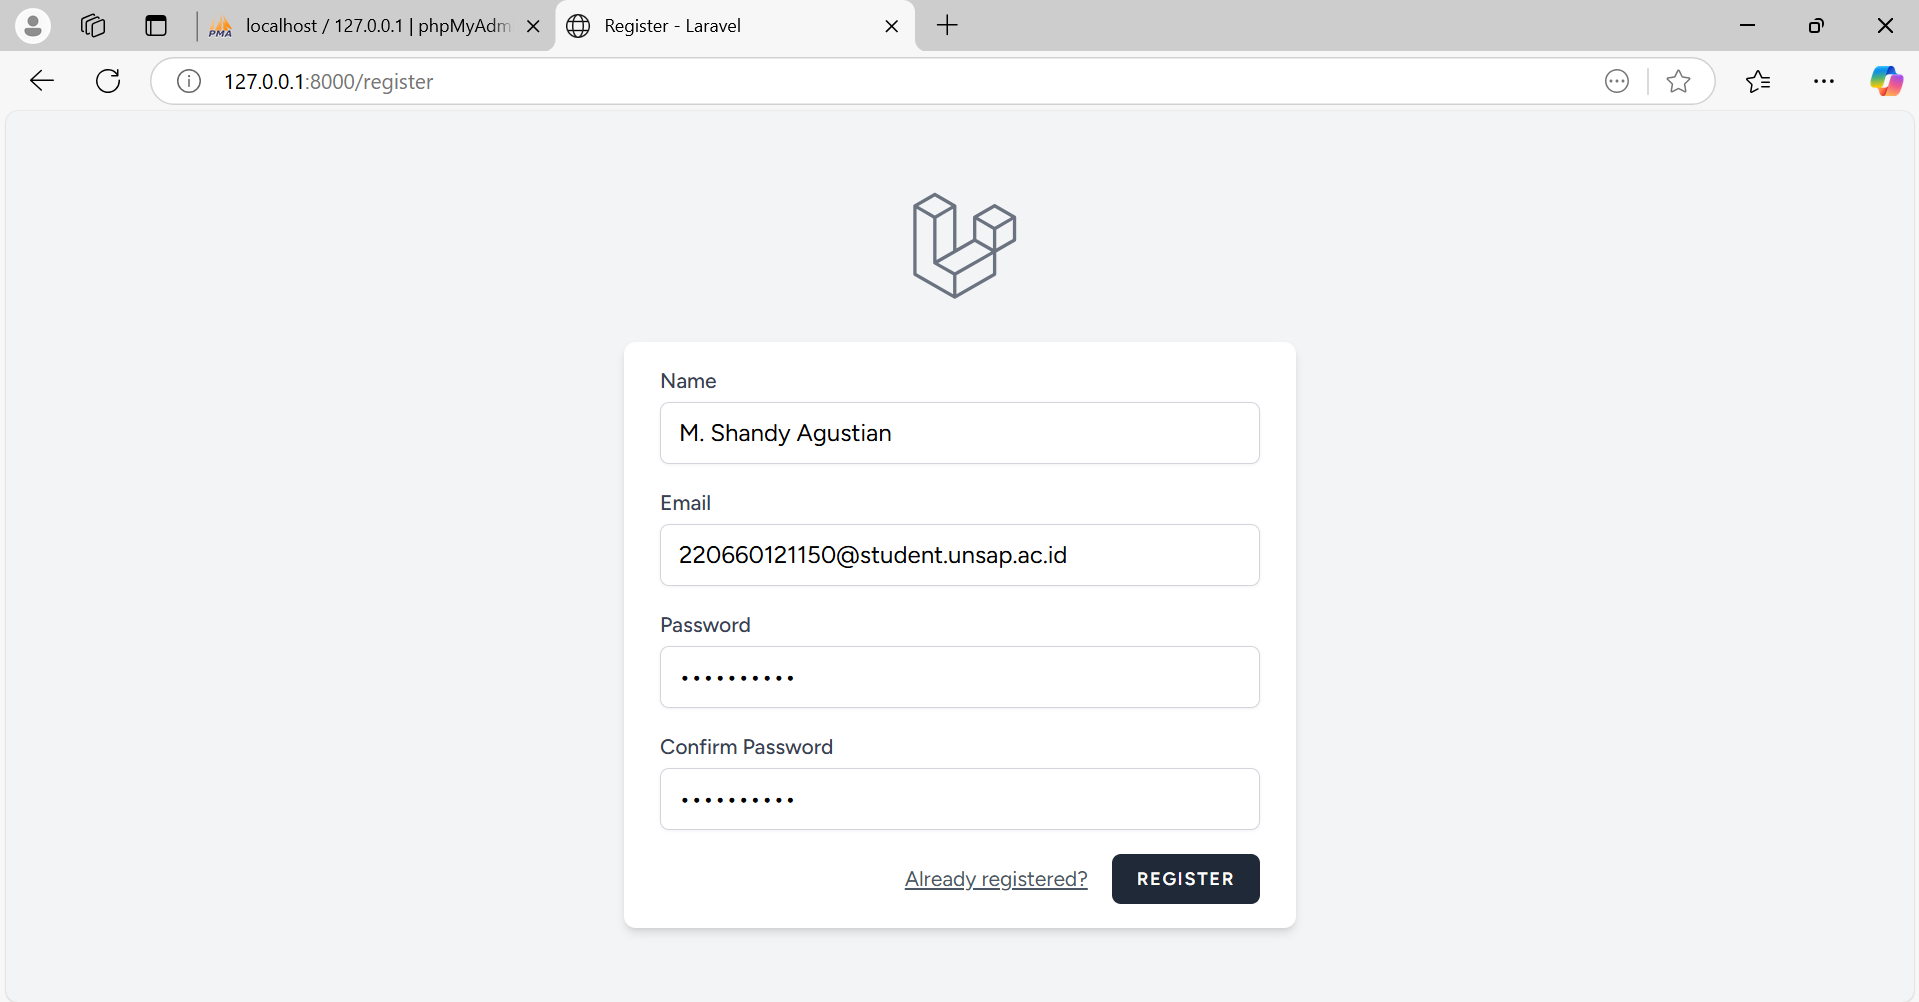 PMA localhost / 127.0.0.1 | phpMyAdm
Register - Laravel
127.0.0.1:8000/register
Name
M. Shandy Agustian
Email
220660121150@student.unsap.ac.id
Password
••••••••••
Confirm Password
••••••••••
Already registered?
REGISTER